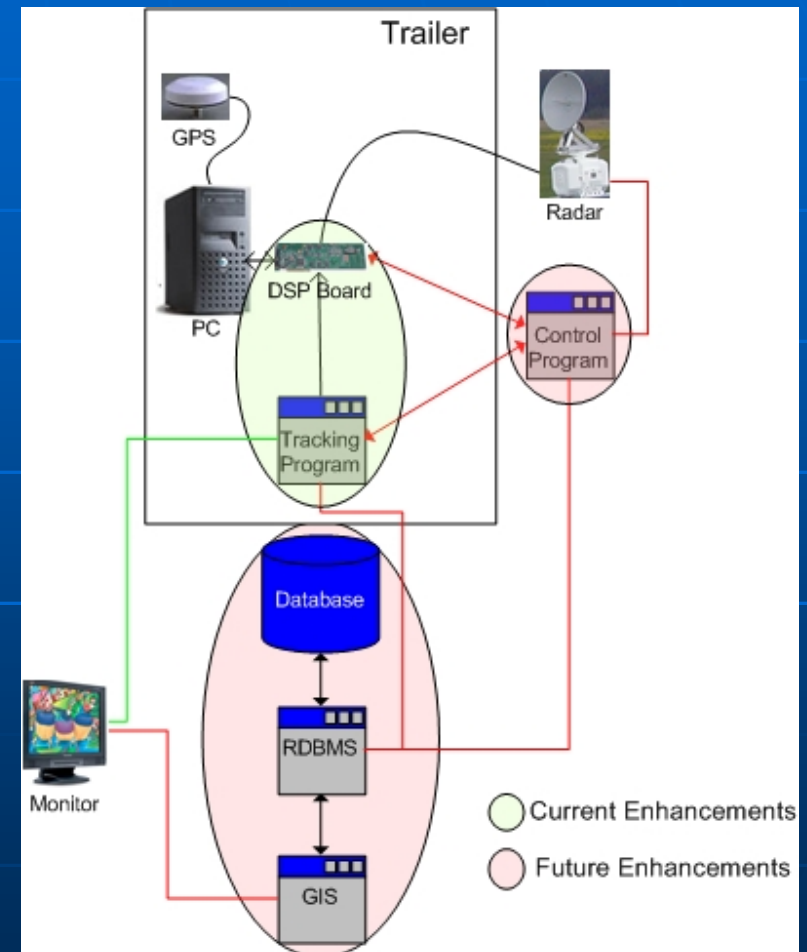 Trailer
GPS
Radar
DSP Board
PC
Control
Program
Tracking
Program
Database
RDBMS
Monitor
Current Enhancements
Future Enhancements
GIS